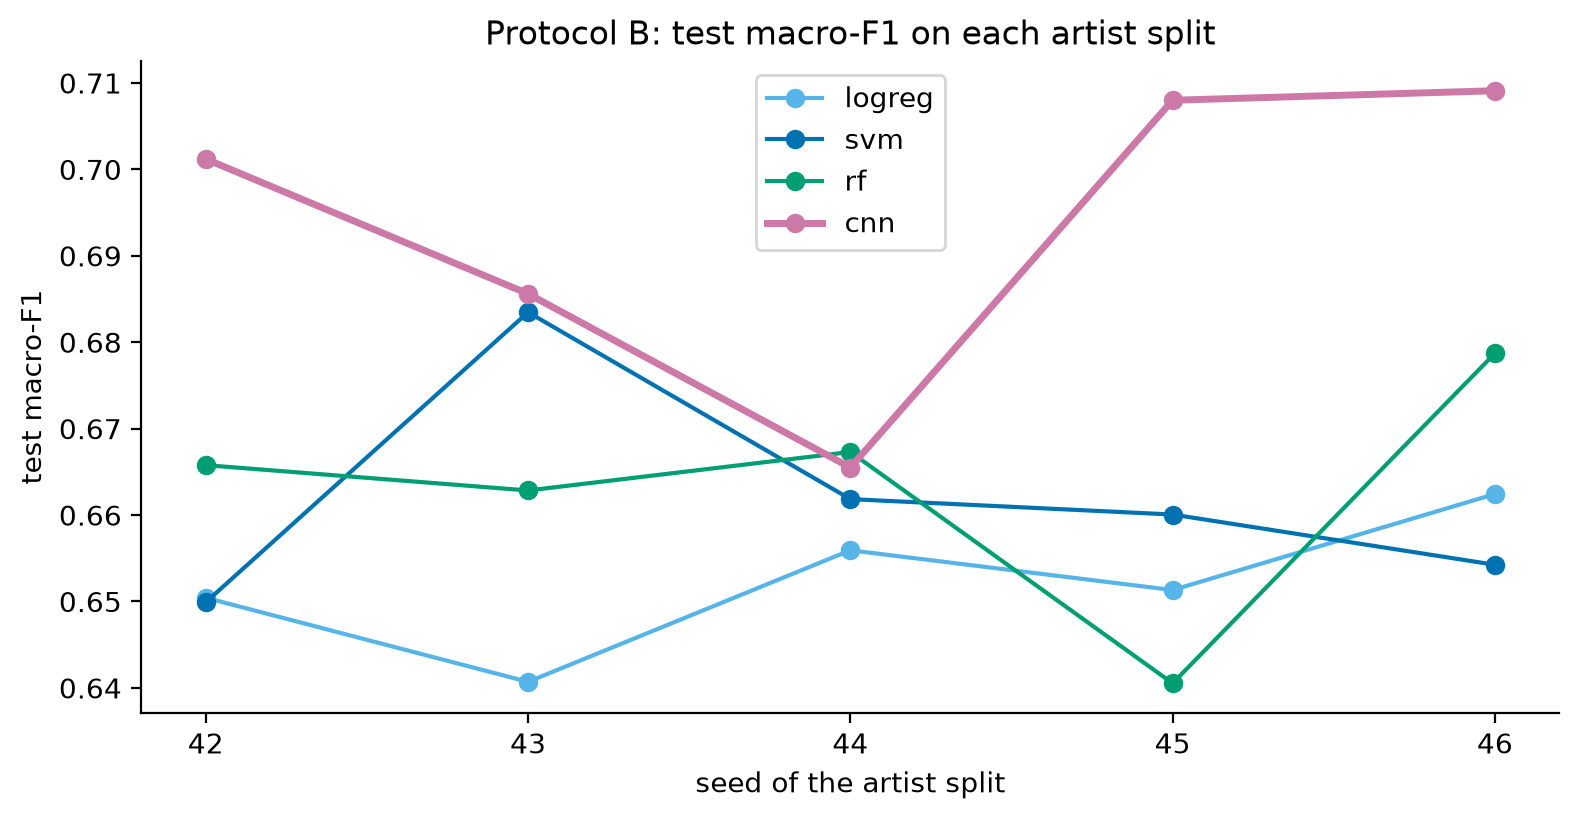 Protocol B: test macro-F1 on each artist split
logreg
svm
rf
cnn
test macro-F1
0.71
0.70
0.69
0.68
0.67
0.66
0.65
0.64
42 43 44 45 46
seed of the artist split